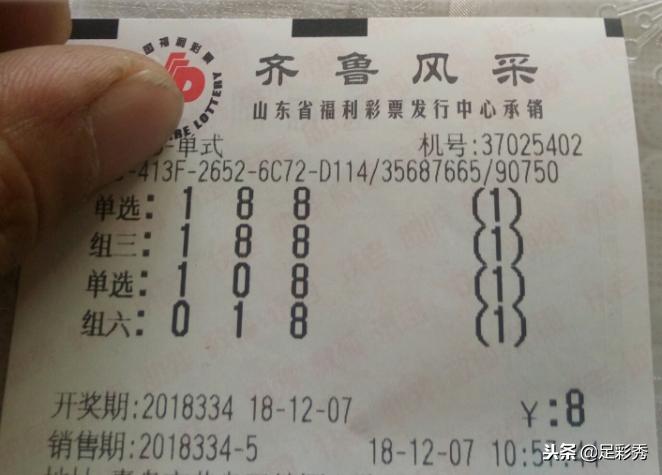 国福利彩票
RE LOTTERY
齐鲁风采
山东省福利彩票发行中心承销
-单式 机号:37025402
-413F-2652-6C72-D114/35687665/90750
单选: 1 8 8 (1)
组三: 1 8 8 (1)
单选: 1 0 8 (1)
组六: 0 1 8 (1)
开奖期:2018334 18-12-07 ¥:8
销售期:2018334-5 18-12-07 10:57
头条 @足彩秀